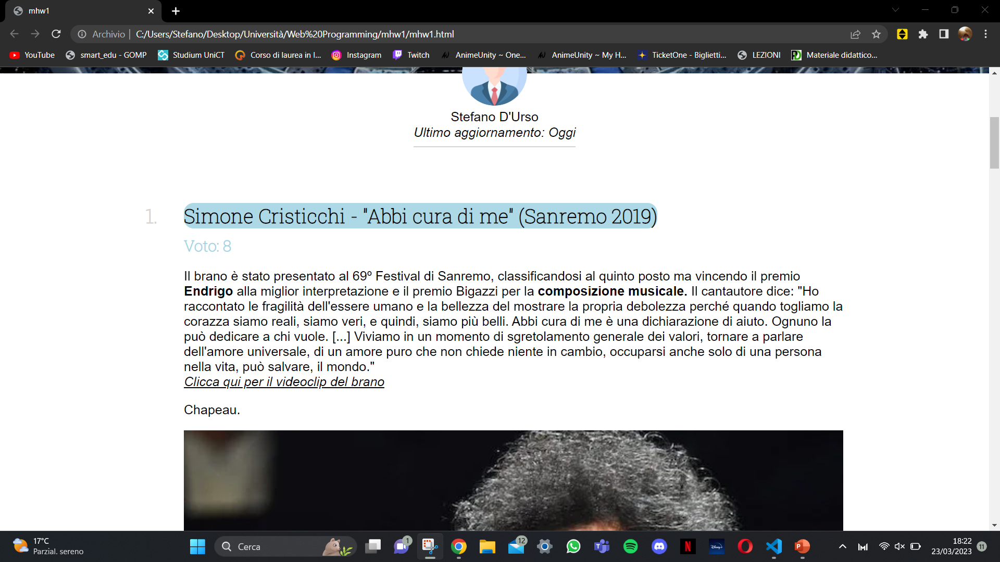 mhw1
Archivio
C:/Users/Stefano/Desktop/Università/Web%20Programming/mhw1/mhw1.html
YouTube
smart_edu - GOMP
Studium UniCT
Corso di laurea in I...
Instagram
Twitch
AnimeUnity ~ One...
AnimeUnity ~ My H...
TicketOne - Biglietti...
LEZIONI
Materiale didattico...
Stefano D'Urso
Ultimo aggiornamento: Oggi
1. Simone Cristicchi - "Abbi cura di me" (Sanremo 2019)
Voto: 8
Il brano è stato presentato al 69º Festival di Sanremo, classificandosi al quinto posto ma vincendo il premio
Endrigo alla miglior interpretazione e il premio Bigazzi per la composizione musicale. Il cantautore dice: "Ho
raccontato le fragilità dell'essere umano e la bellezza del mostrare la propria debolezza perché quando togliamo la
corazza siamo reali, siamo veri, e quindi, siamo più belli. Abbi cura di me è una dichiarazione di aiuto. Ognuno la
può dedicare a chi vuole. [...] Viviamo in un momento di sgretolamento generale dei valori, tornare a parlare
dell'amore universale, di un amore puro che non chiede niente in cambio, occuparsi anche solo di una persona
nella vita, può salvare, il mondo."
Clicca qui per il videoclip del brano
Chapeau.
17°C
Parzial. sereno
Cerca
1
12
N
Disney+
P
18:22
23/03/2023
11